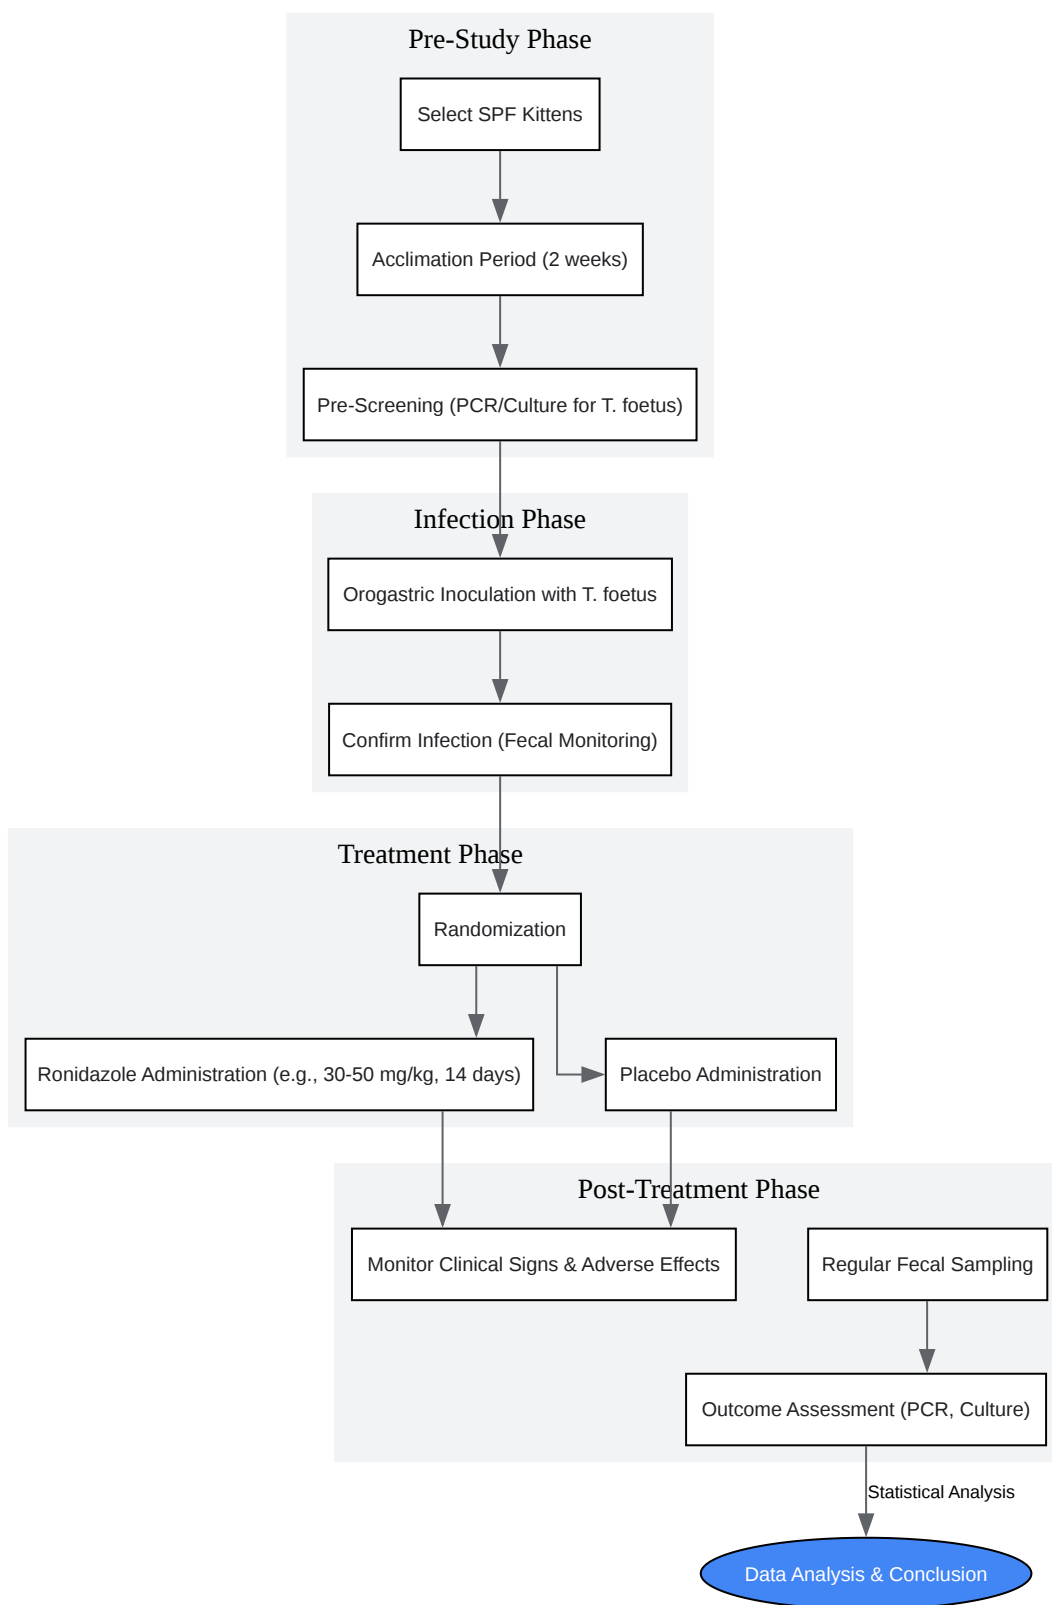 Pre-Study Phase
Select SPF Kittens
Acclimation Period (2 weeks)
Pre-Screening (PCR/Culture for T. foetus)
Infection Phase
Orogastric Inoculation with T. foetus
Confirm Infection (Fecal Monitoring)
Treatment Phase
Randomization
Ronidazole Administration (e.g., 30-50 mg/kg, 14 days)
Placebo Administration
Post-Treatment Phase
Monitor Clinical Signs & Adverse Effects
Regular Fecal Sampling
Outcome Assessment (PCR, Culture)
Statistical Analysis
Data Analysis & Conclusion